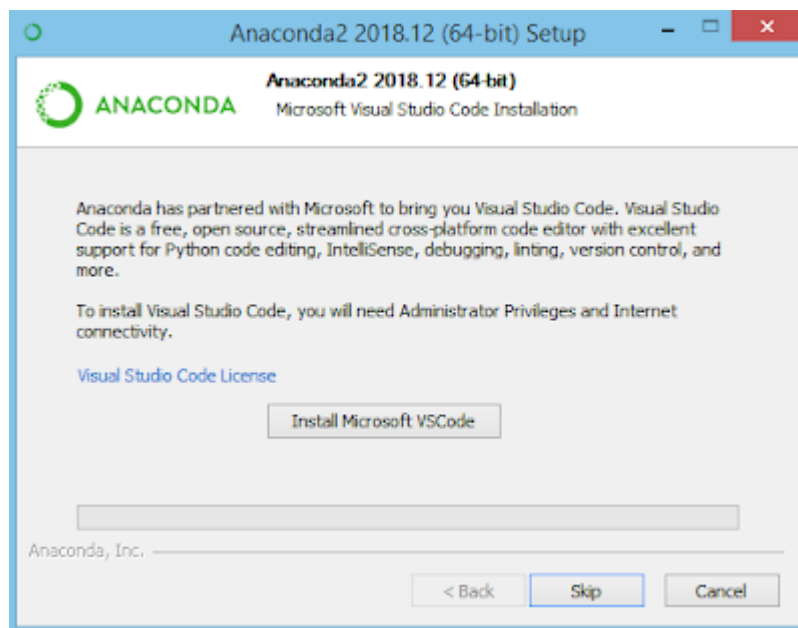 Anaconda2 2018.12 (64-bit) Setup
Anaconda2 2018.12 (64-bit)
ANACONDA
Microsoft Visual Studio Code Installation
Anaconda has partnered with Microsoft to bring you Visual Studio Code. Visual Studio
Code is a free, open source, streamlined cross-platform code editor with excellent
support for Python code editing, IntelliSense, debugging, linting, version control, and
more.
To install Visual Studio Code, you will need Administrator Privileges and Internet
connectivity.
Visual Studio Code License
Install Microsoft VSCode
Anaconda, Inc.
< Back
Skip
Cancel